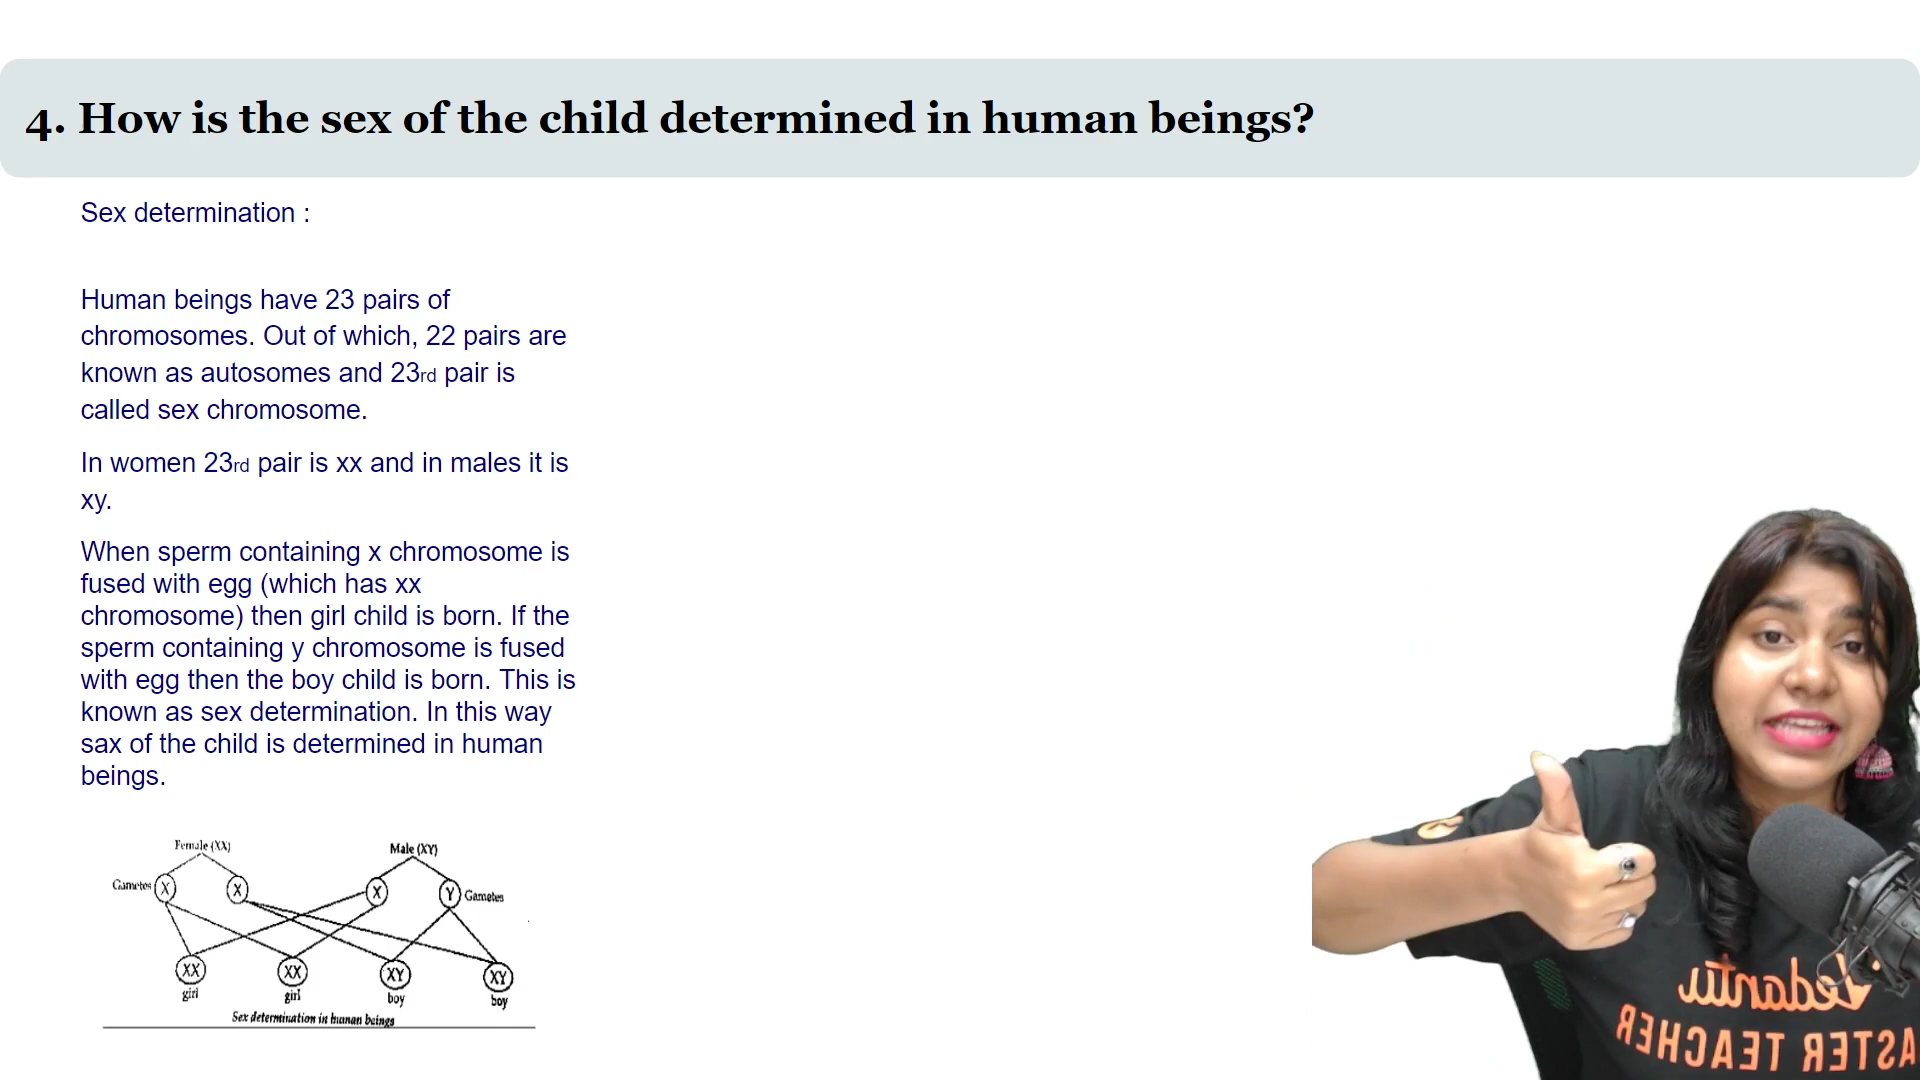 4. How is the sex of the child determined in human beings?
Sex determination :
Human beings have 23 pairs of
chromosomes. Out of which, 22 pairs are
known as autosomes and 23rd pair is
called sex chromosome.
In women 23rd pair is xx and in males it is
xy.
When sperm containing x chromosome is
fused with egg (which has xx
chromosome) then girl child is born. If the
sperm containing y chromosome is fused
with egg then the boy child is born. This is
known as sex determination. In this way
sax of the child is determined in human
beings.
Female (XX) Male (XY)
Gametes X X X Y Gametes
XX XX XY XY
girl girl boy boy
Sex determination in human beings
Vedantu
ASTER TEACHER